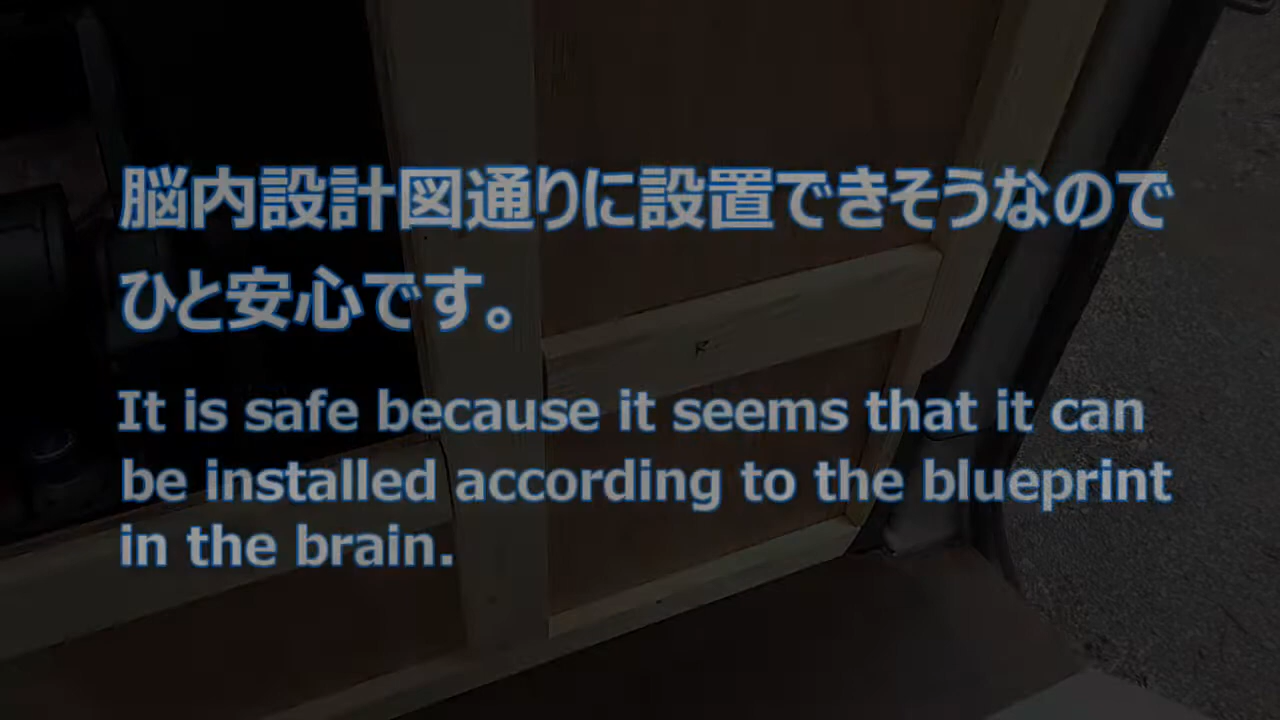 脳内設計図通りに設置できそうなので
ひと安心です。
It is safe because it seems that it can
be installed according to the blueprint
in the brain.